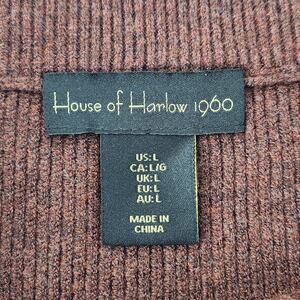 House of Harlow 1960
US:L
CA:L/G
UK:L
EU:L
AU:L
MADE IN
CHINA